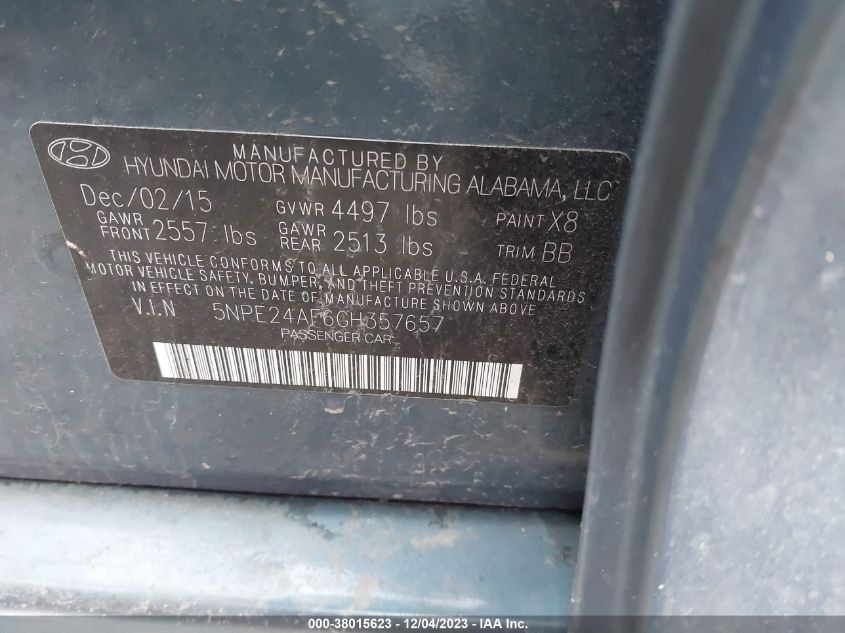 MANUFACTURED BY
HYUNDAI MOTOR MANUFACTURING ALABAMA, LLC
Dec/02/15 GVWR 4497 lbs PAINT X8
GAWR FRONT 2557 lbs GAWR REAR 2513 lbs TRIM BB
THIS VEHICLE CONFORMS TO ALL APPLICABLE U.S.A. FEDERAL
MOTOR VEHICLE SAFETY, BUMPER, AND THEFT PREVENTION STANDARDS
IN EFFECT ON THE DATE OF MANUFACTURE SHOWN ABOVE
V.I.N 5NPE24AF6GH357657
PASSENGER CAR
000-38015623 - 12/04/2023 - IAA Inc.